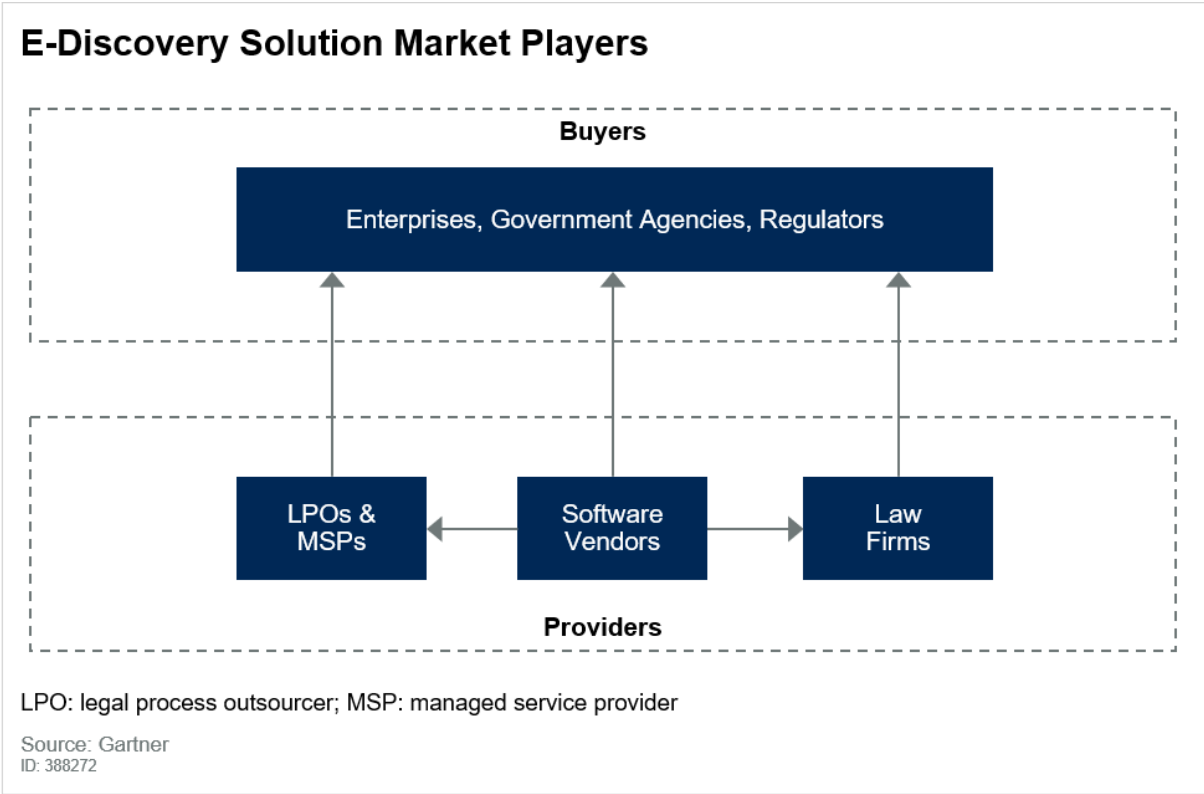 E-Discovery Solution Market Players
Buyers
Enterprises, Government Agencies, Regulators
LPOs &
MSPs
Software
Vendors
Law
Firms
Providers
LPO: legal process outsourcer; MSP: managed service provider
Source: Gartner
ID: 388272